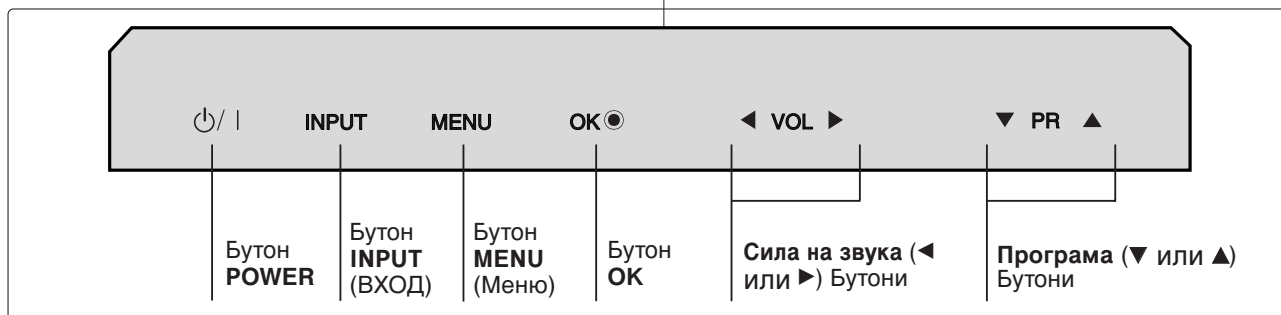 ⏻/ I INPUT MENU OK◉ ◄ VOL ► ▼ PR ▲
Бутон
POWER
Бутон
INPUT
(ВХОД)
Бутон
MENU
(Меню)
Бутон
OK
Сила на звука (◄
или ►) Бутони
Програма (▼ или ▲)
Бутони